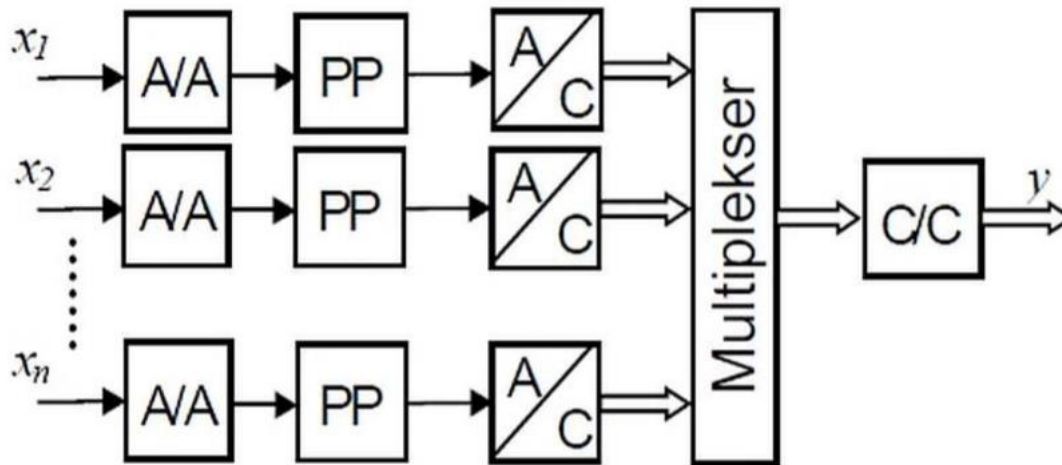 x1 A/A PP A/C
x2 A/A PP A/C
xn A/A PP A/C
Multiplekser
C/C
y